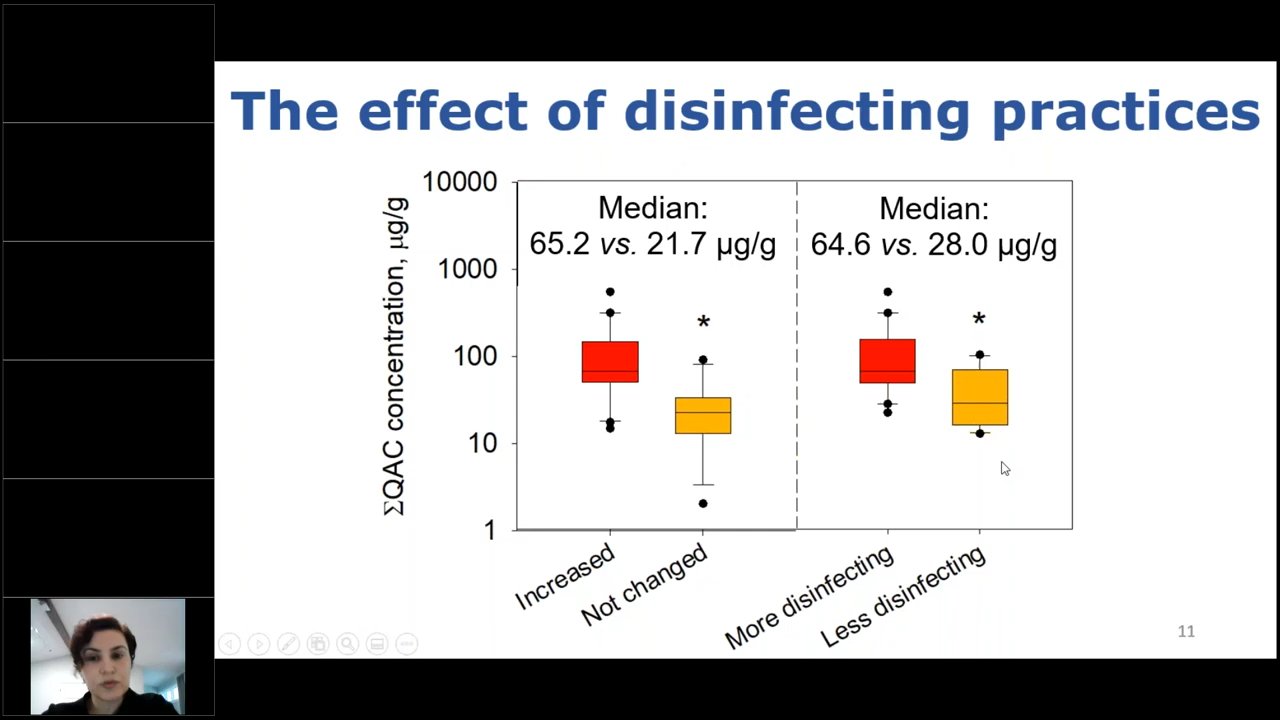 The effect of disinfecting practices
ΣQAC concentration, µg/g
10000
1000
100
10
1
Median:
65.2 vs. 21.7 µg/g
Median:
64.6 vs. 28.0 µg/g
*
*
Increased
Not changed
More disinfecting
Less disinfecting
11